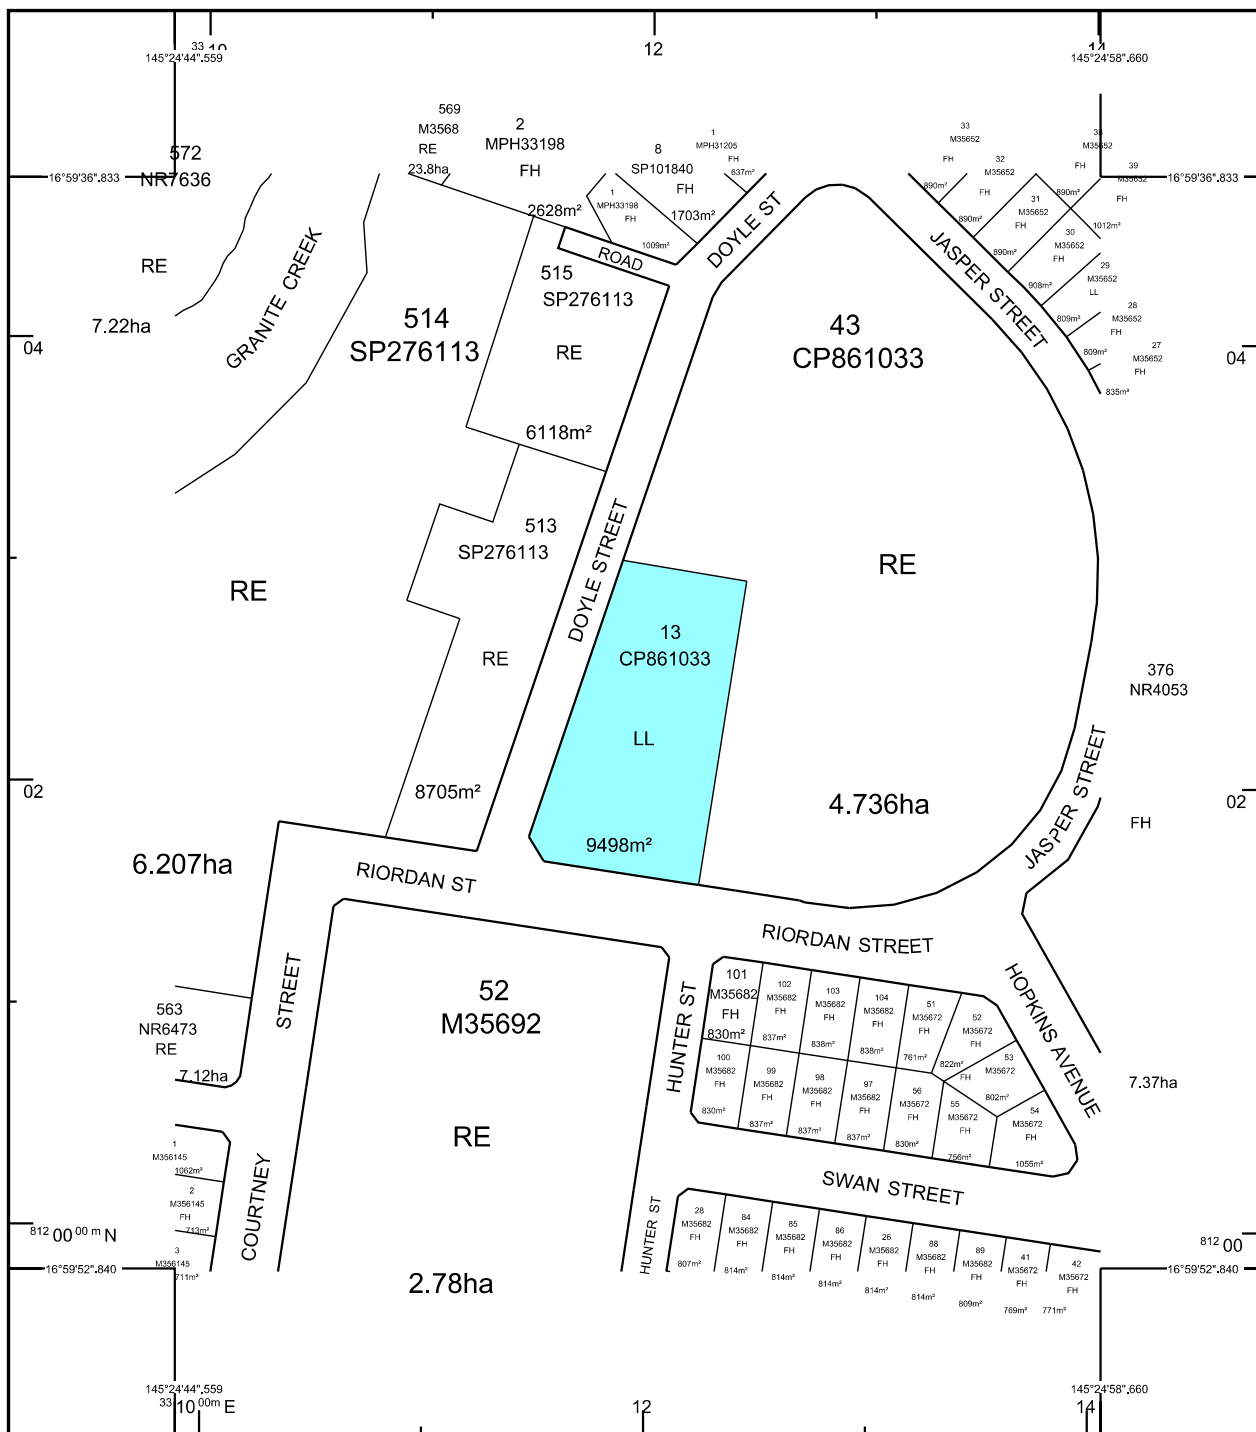 33 10
12
14
145°24'44".559
145°24'58".660
16°59'36".833
16°59'36".833
572
NR7636
RE
7.22ha
GRANITE CREEK
569
M3568
RE
23.8ha
2
MPH33198
FH
2628m²
8
SP101840
FH
1703m²
1
MPH33198
FH
1009m²
1
MPH31205
FH
637m²
ROAD
DOYLE ST
33
M35652
FH
890m²
32
M35652
FH
890m²
31
M35652
FH
890m²
38
M35652
FH
890m²
39
M35652
FH
1012m²
30
M35652
FH
908m²
29
M35652
LL
809m²
28
M35652
FH
809m²
27
M35652
FH
835m²
JASPER STREET
04
04
514
SP276113
RE
6.207ha
515
SP276113
RE
6118m²
43
CP861033
RE
4.736ha
513
SP276113
RE
8705m²
DOYLE STREET
13
CP861033
LL
9498m²
376
NR4053
FH
7.37ha
JASPER STREET
02
02
RIORDAN ST
RIORDAN STREET
HOPKINS AVENUE
STREET
COURTNEY
563
NR6473
RE
7.12ha
52
M35692
RE
2.78ha
HUNTER ST
101
M35682
FH
830m²
102
M35682
FH
837m²
103
M35682
FH
838m²
104
M35682
FH
838m²
51
M35672
FH
761m²
52
M35672
FH
822m²
53
M35672
FH
802m²
100
M35682
FH
830m²
99
M35682
FH
837m²
98
M35682
FH
837m²
97
M35682
FH
837m²
56
M35672
FH
830m²
55
M35672
FH
756m²
54
M35672
FH
1055m²
SWAN STREET
1
M356145
1062m²
2
M356145
FH
713m²
3
M356145
711m²
HUNTER ST
28
M35682
FH
807m²
84
M35682
FH
814m²
85
M35682
FH
814m²
86
M35682
FH
814m²
26
M35682
FH
814m²
88
M35682
FH
814m²
89
M35682
FH
809m²
41
M35672
FH
769m²
42
M35672
FH
771m²
812 00 00 m N
812 00
16°59'52".840
16°59'52".840
145°24'44".559
145°24'58".660
33 10 00m E
12
14